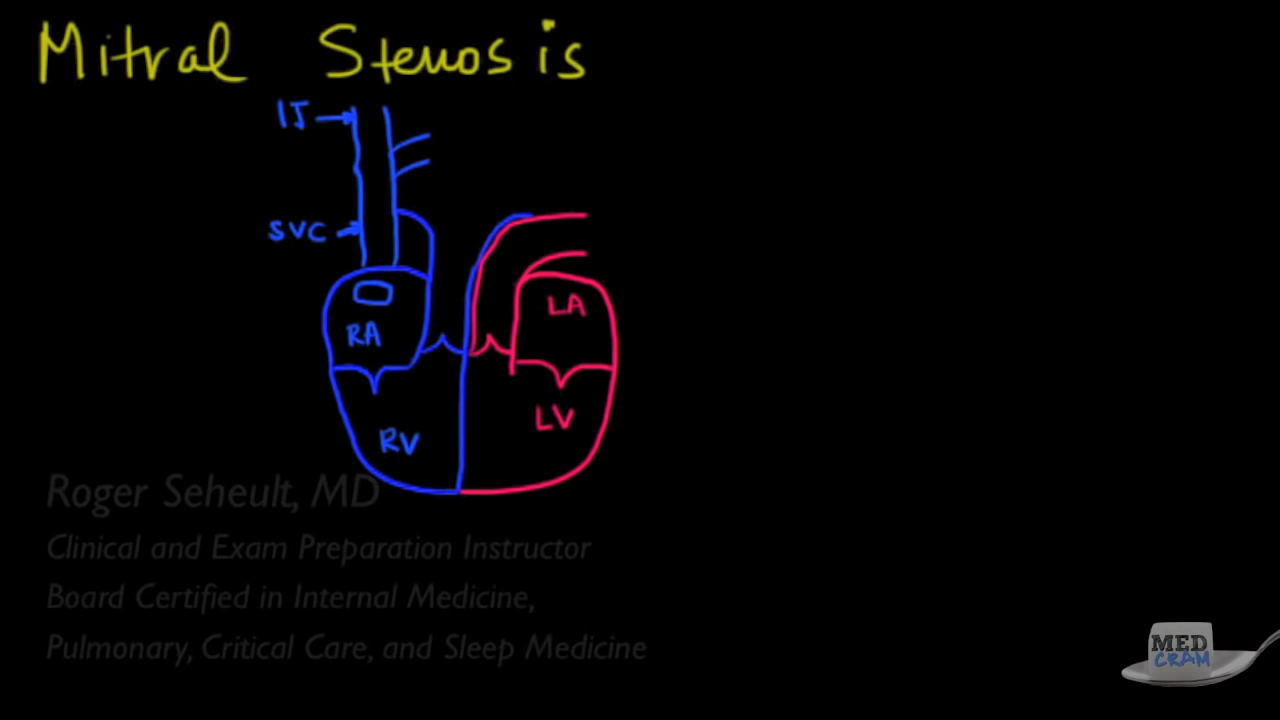 Mitral Stenosis
IJ
SVC
RA
LA
RV
LV
Roger Seheult, MD
Clinical and Exam Preparation Instructor
Board Certified in Internal Medicine,
Pulmonary, Critical Care, and Sleep Medicine
MED
CRAM